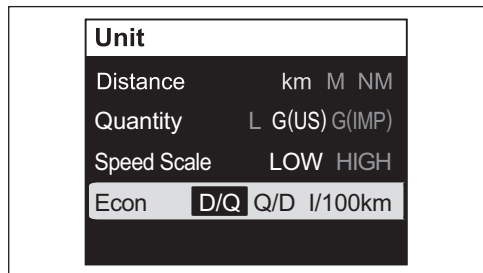 Unit
Distance km M NM
Quantity L G(US) G(IMP)
Speed Scale LOW HIGH
Econ D/Q Q/D l/100km